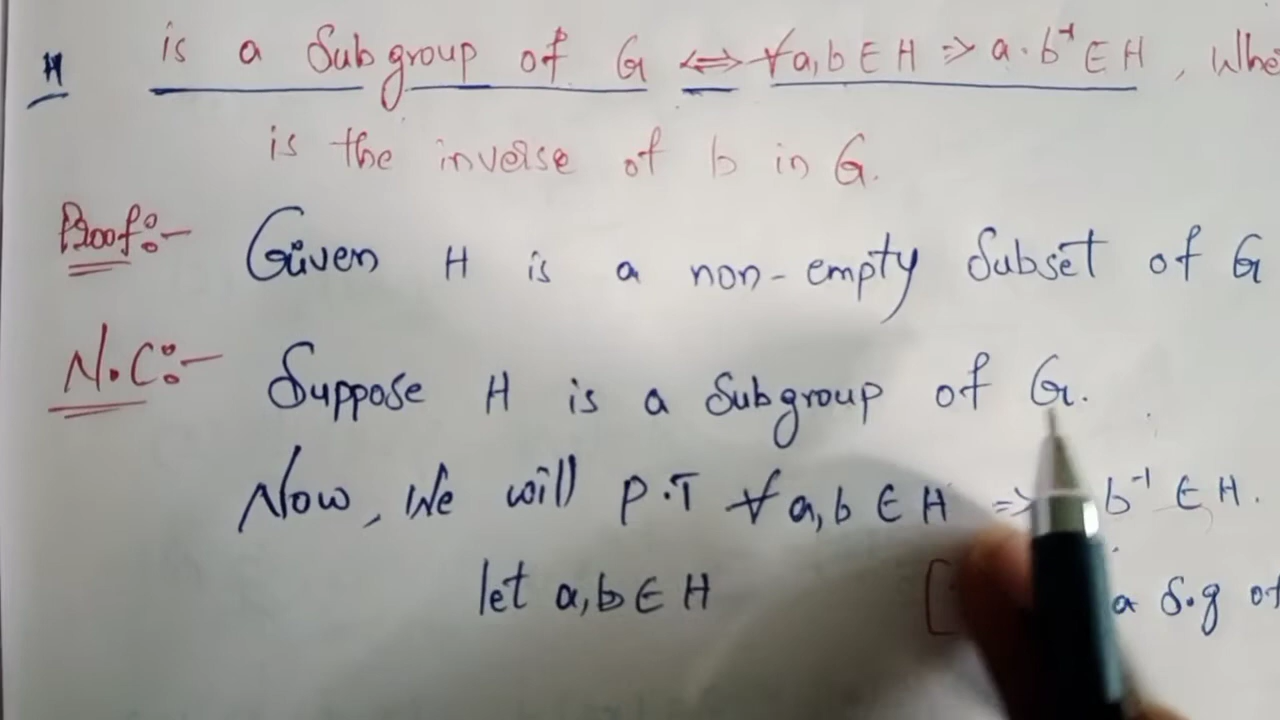 H is a Subgroup of G ⇔ ∀ a,b ∈ H ⇒ a·b⁻¹ ∈ H ,
is the inverse of b in G.
Proof:- Given H is a non-empty Subset of G
N.C:- Suppose H is a Subgroup of G.
Now, We will P.T ∀ a,b ∈ H ⇒ b⁻¹ ∈ H.
let a,b ∈ H [ a S.g of